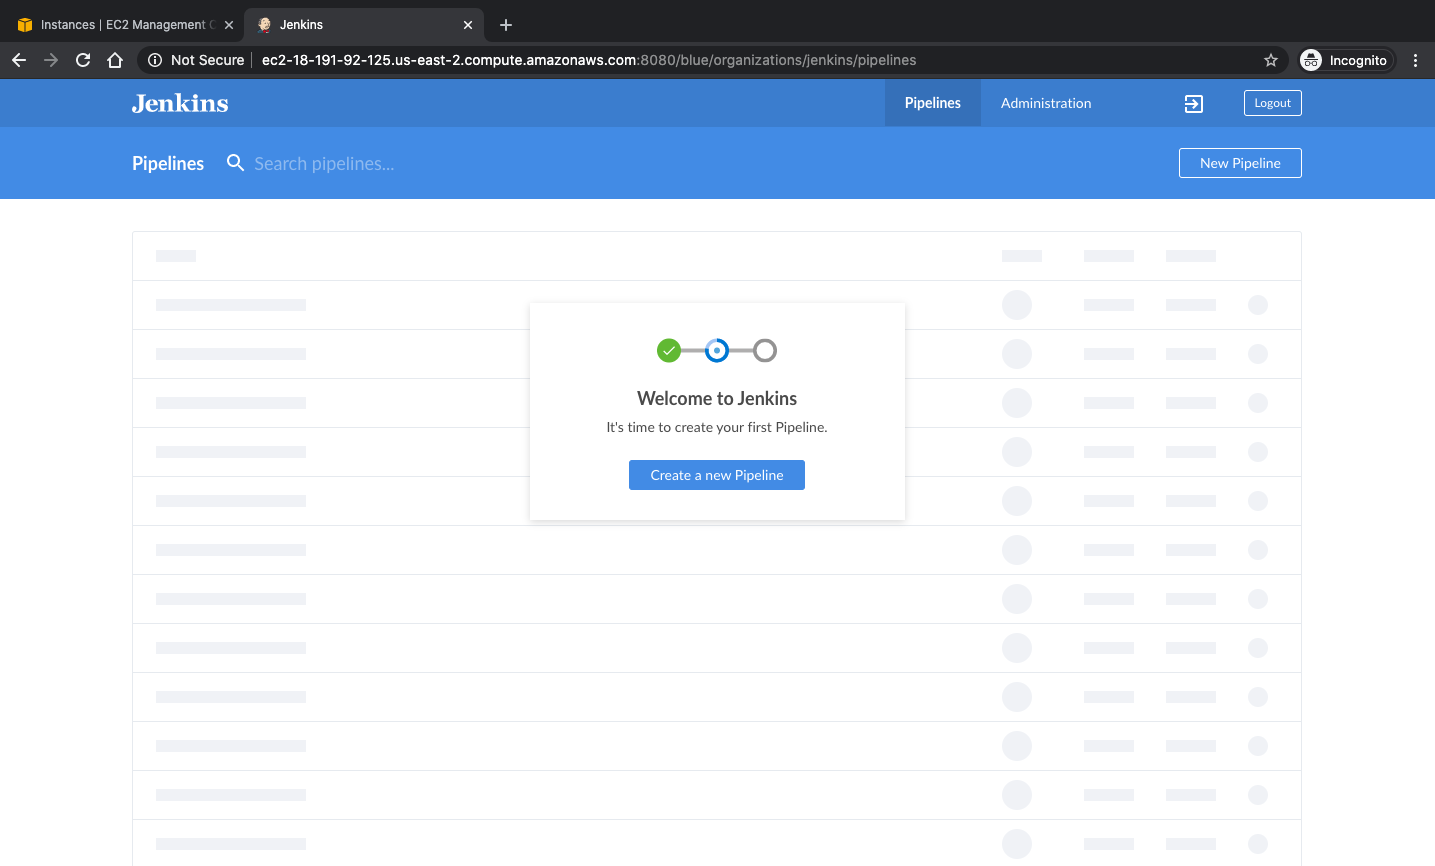 Instances | EC2 Management C
Jenkins
Not Secure
ec2-18-191-92-125.us-east-2.compute.amazonaws.com:8080/blue/organizations/jenkins/pipelines
Incognito
Jenkins
Pipelines
Administration
Logout
Pipelines
Search pipelines...
New Pipeline
Welcome to Jenkins
It's time to create your first Pipeline.
Create a new Pipeline